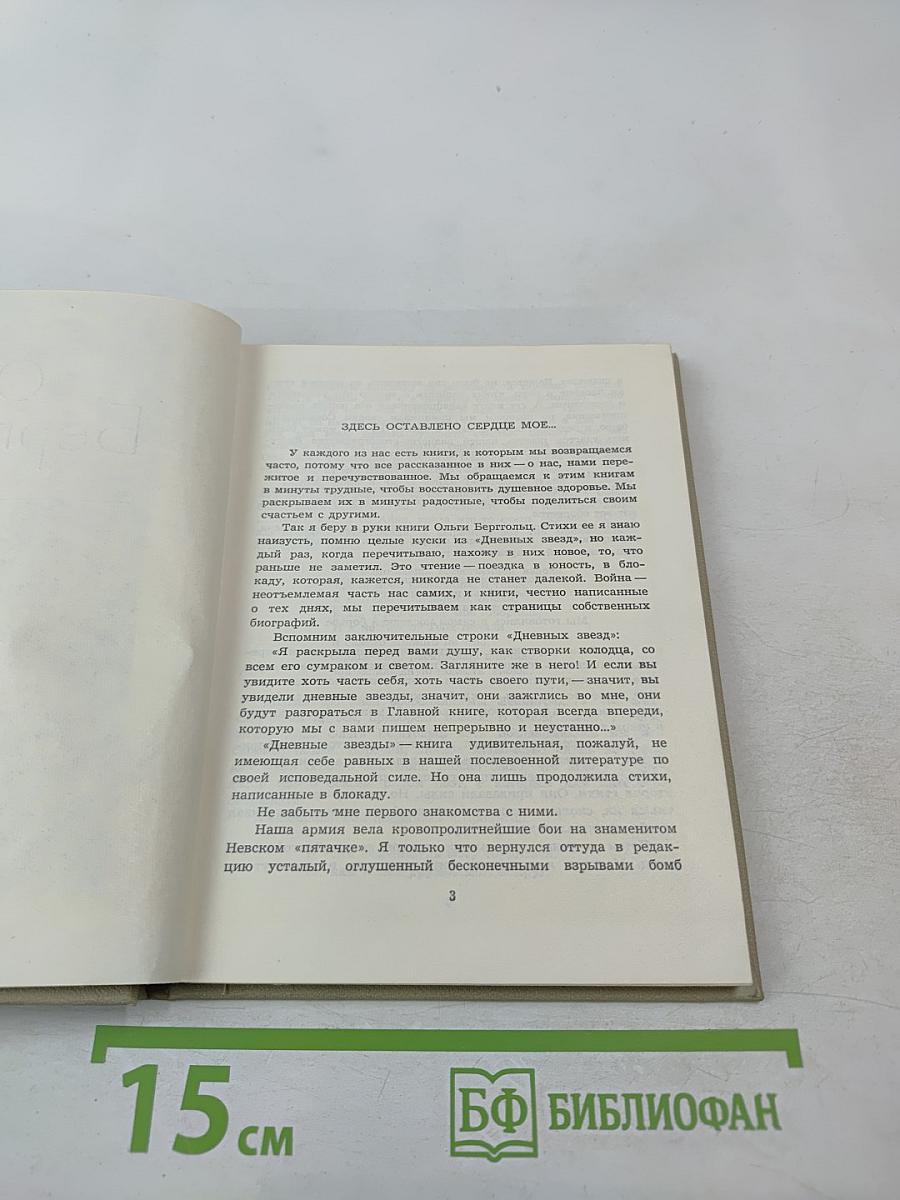 ЗДЕСЬ ОСТАВЛЕНО СЕРДЦЕ МОЕ...
У каждого из нас есть книги, к которым мы возвращаемся
часто, потому что все рассказанное в них — о нас, нами пере-
житое и перечувствованное. Мы обращаемся к этим книгам
в минуты трудные, чтобы восстановить душевное здоровье. Мы
раскрываем их в минуты радостные, чтобы поделиться своим
счастьем с другими.
Так я беру в руки книги Ольги Берггольц. Стихи ее я знаю
наизусть, помню целые куски из «Дневных звезд», но каж-
дый раз, когда перечитываю, нахожу в них новое, то, что
раньше не заметил. Это чтение — поездка в юность, в бло-
каду, которая, кажется, никогда не станет далекой. Война —
неотъемлемая часть нас самих, и книги, честно написанные
о тех днях, мы перечитываем как страницы собственных
биографий.
Вспомним заключительные строки «Дневных звезд»:
«Я раскрыла перед вами душу, как створки колодца, со
всем его сумраком и светом. Загляните же в него! И если вы
увидите хоть часть себя, хоть часть своего пути, — значит, вы
увидели дневные звезды, значит, они зажглись во мне, они
будут разгораться в Главной книге, которая всегда впереди,
которую мы с вами пишем непрерывно и неустанно...»
«Дневные звезды» — книга удивительная, пожалуй, не
имеющая себе равных в нашей послевоенной литературе по
своей исповедальной силе. Но она лишь продолжила стихи,
написанные в блокаду.
Не забыть мне первого знакомства с ними.
Наша армия вела кровопролитнейшие бои на знаменитом
Невском «пятачке». Я только что вернулся оттуда в редак-
цию усталый, оглушенный бесконечными взрывами бомб
3
15 см
БФ БИБЛИОФАН